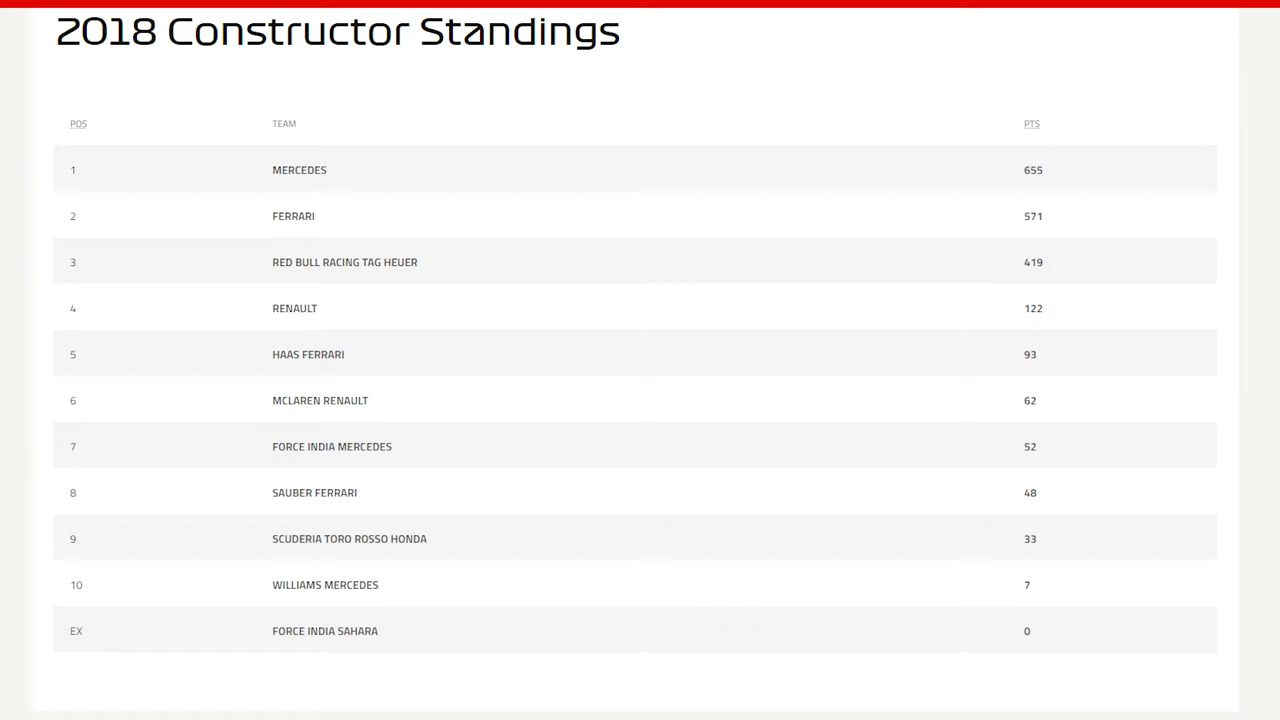 2018 Constructor Standings
POS TEAM PTS
1 MERCEDES 655
2 FERRARI 571
3 RED BULL RACING TAG HEUER 419
4 RENAULT 122
5 HAAS FERRARI 93
6 MCLAREN RENAULT 62
7 FORCE INDIA MERCEDES 52
8 SAUBER FERRARI 48
9 SCUDERIA TORO ROSSO HONDA 33
10 WILLIAMS MERCEDES 7
EX FORCE INDIA SAHARA 0